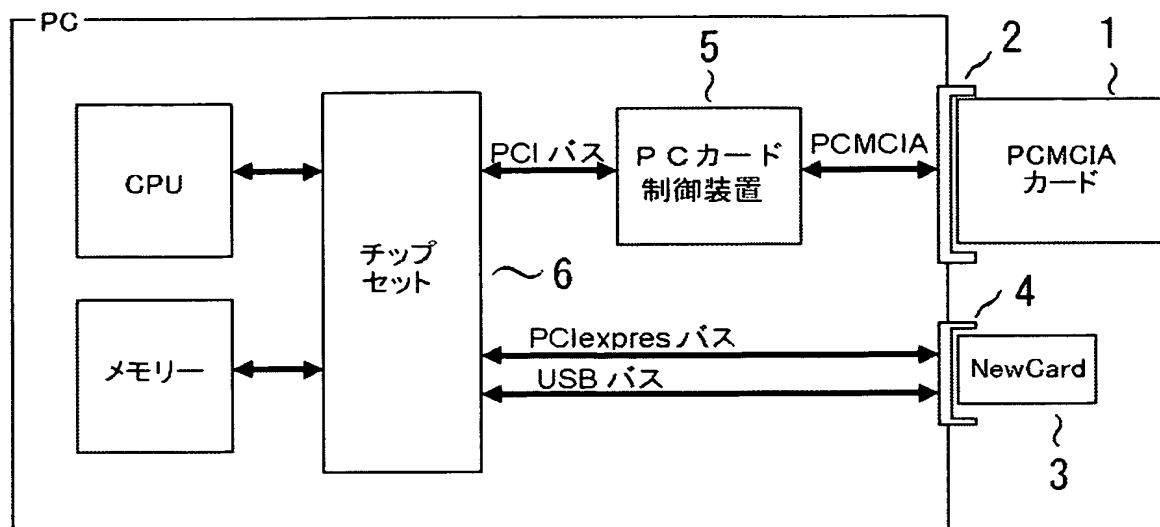 PC
5
2
1
CPU
PCI バス
ＰＣカード
制御装置
PCMCIA
PCMCIA
カード
チップ
セット
6
メモリー
PCIexpres バス
USB バス
4
NewCard
3